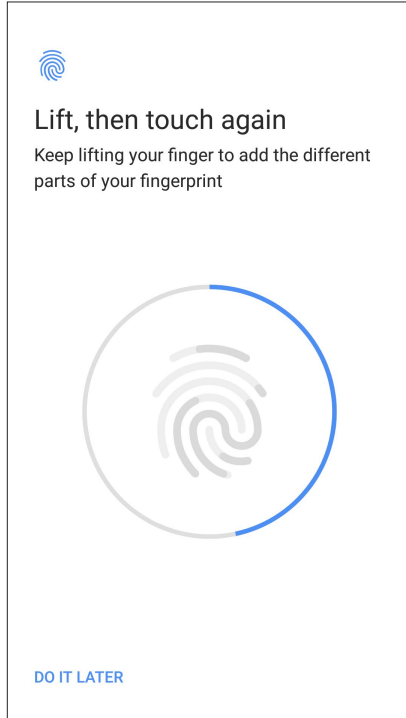 Lift, then touch again
Keep lifting your finger to add the different
parts of your fingerprint
DO IT LATER